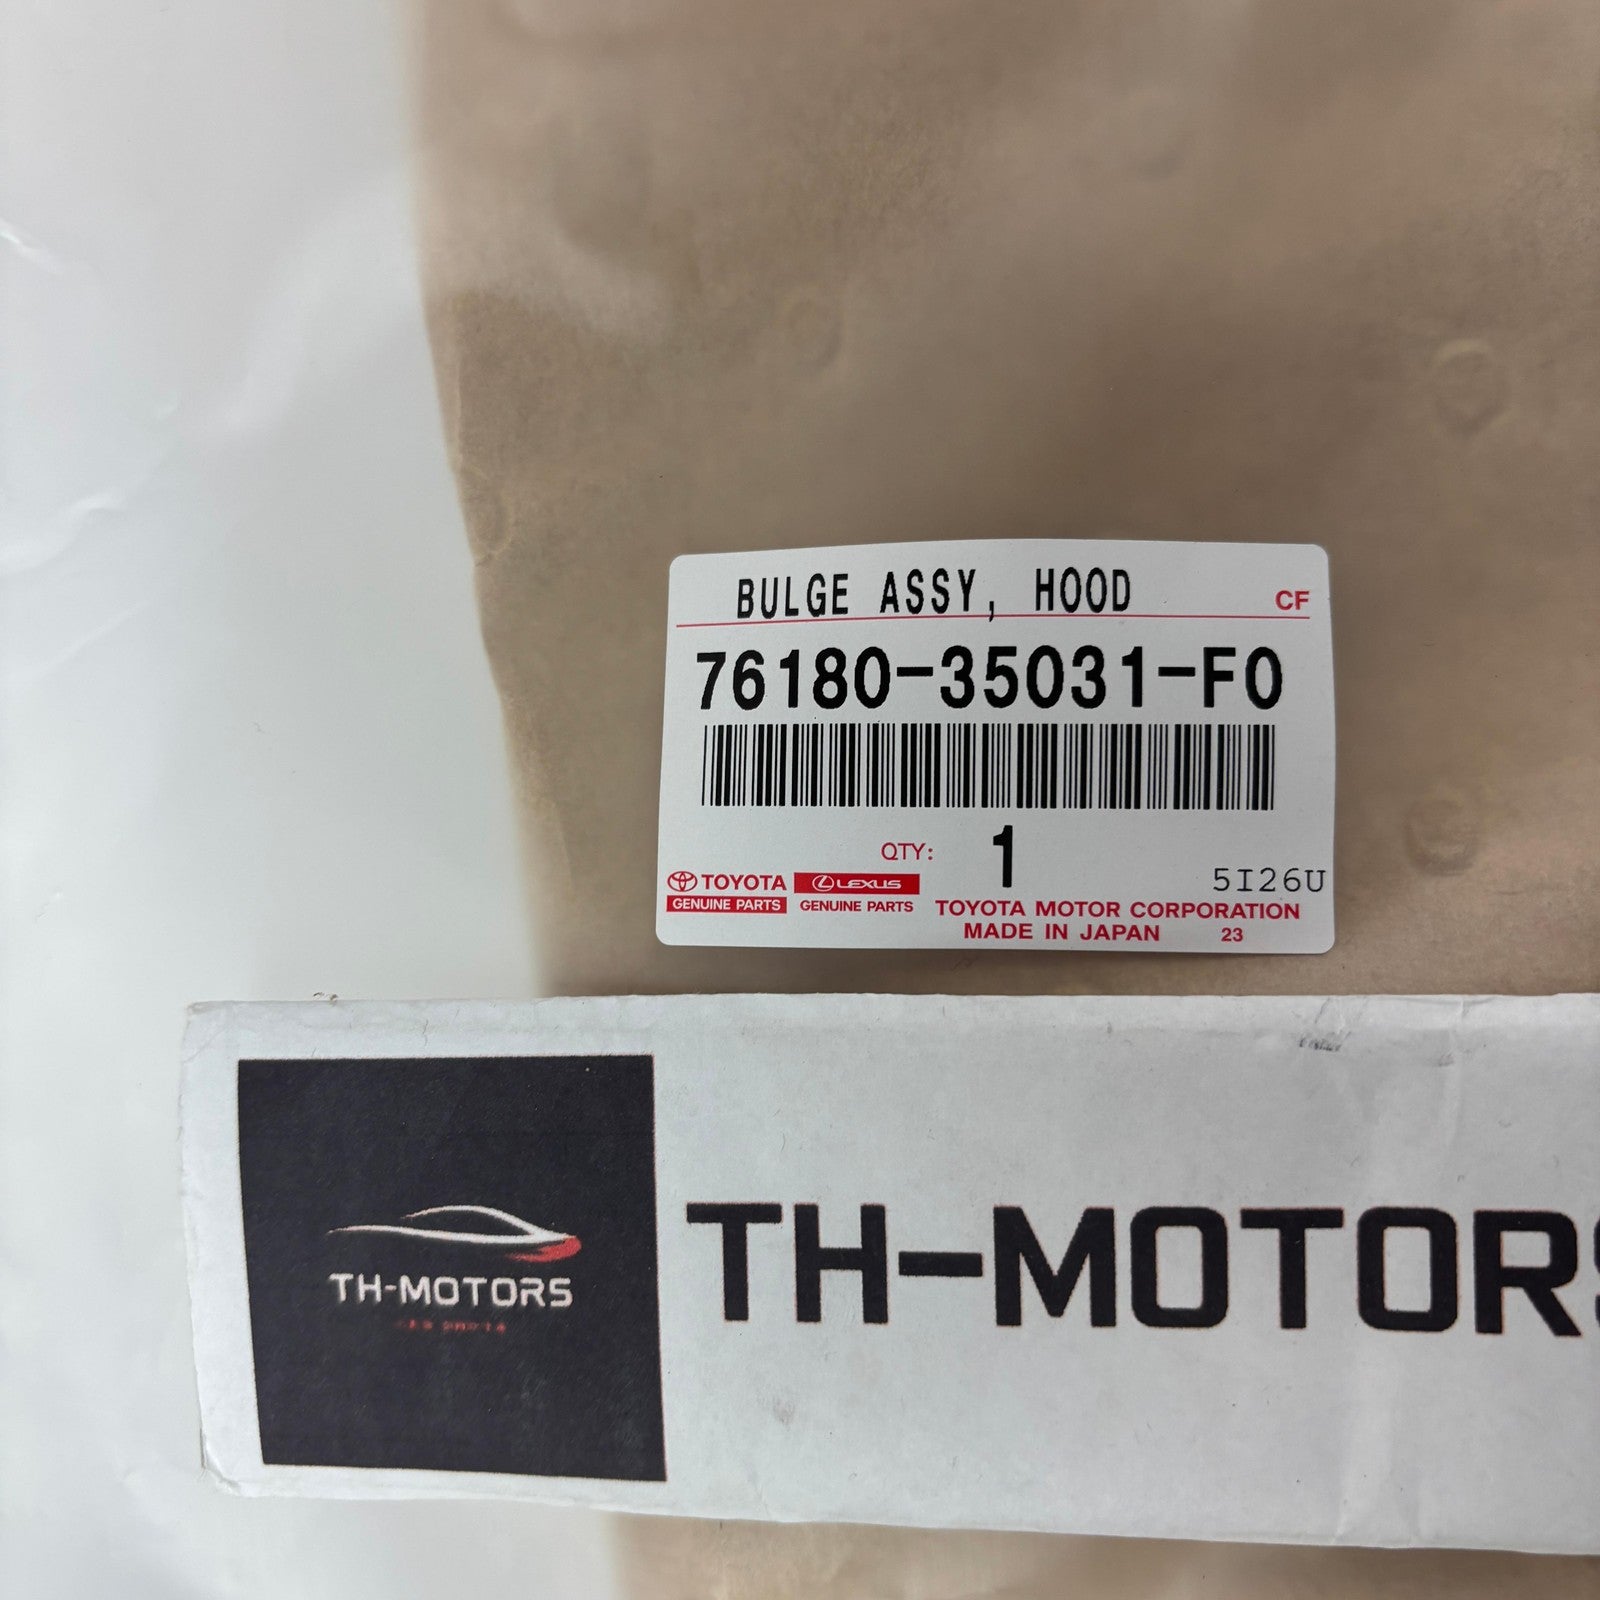 BULGE ASSY, HOOD CF
76180-35031-F0
QTY: 1
5I26U
TOYOTA LEXUS
GENUINE PARTS GENUINE PARTS
TOYOTA MOTOR CORPORATION
MADE IN JAPAN 23
TH-MOTORS
TH-MOTORS